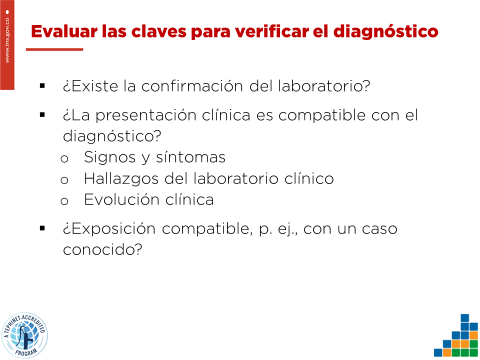 www.ins.gov.co
Evaluar las claves para verificar el diagnóstico
▪ ¿Existe la confirmación del laboratorio?
▪ ¿La presentación clínica es compatible con el
diagnóstico?
o Signos y síntomas
o Hallazgos del laboratorio clínico
o Evolución clínica
▪ ¿Exposición compatible, p. ej., con un caso
conocido?
A TEPHINET ACCREDITED
PROGRAM